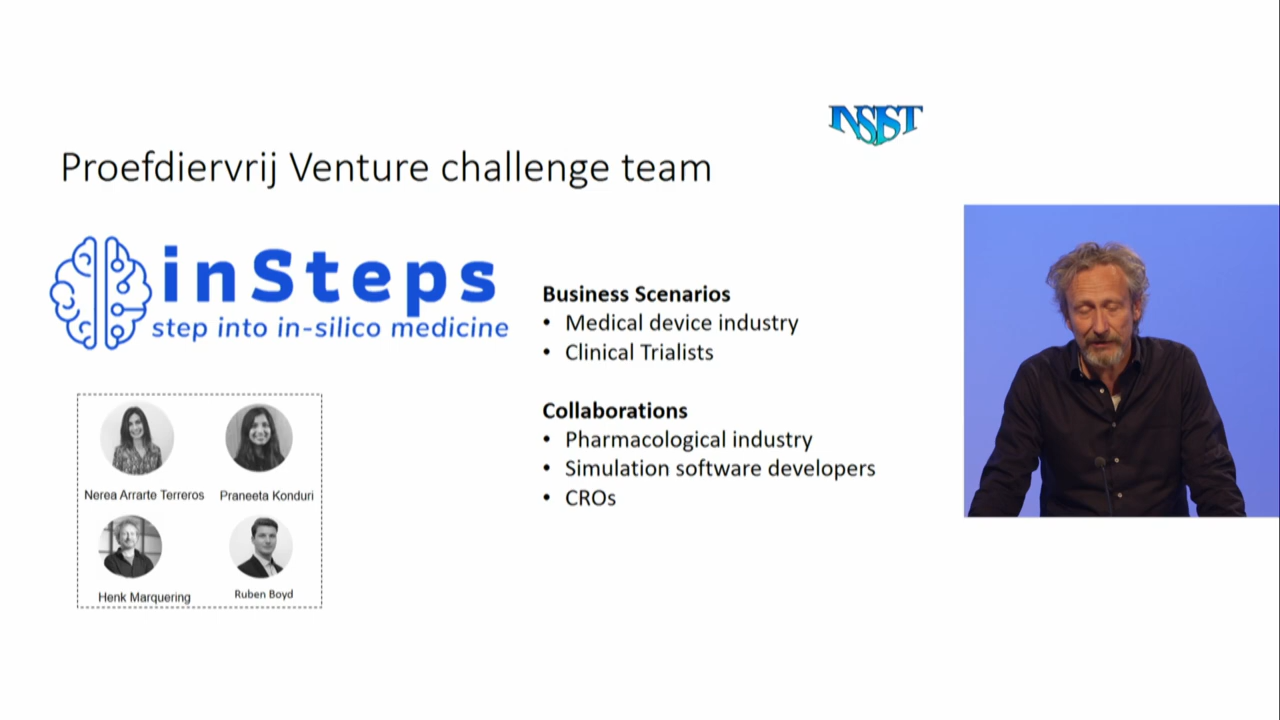 INSIST
Proefdiervrij Venture challenge team
inSteps
step into in-silico medicine
Business Scenarios
• Medical device industry
• Clinical Trialists
Collaborations
• Pharmacological industry
• Simulation software developers
• CROs
Nerea Arrarte Terreros
Praneeta Konduri
Henk Marquering
Ruben Boyd